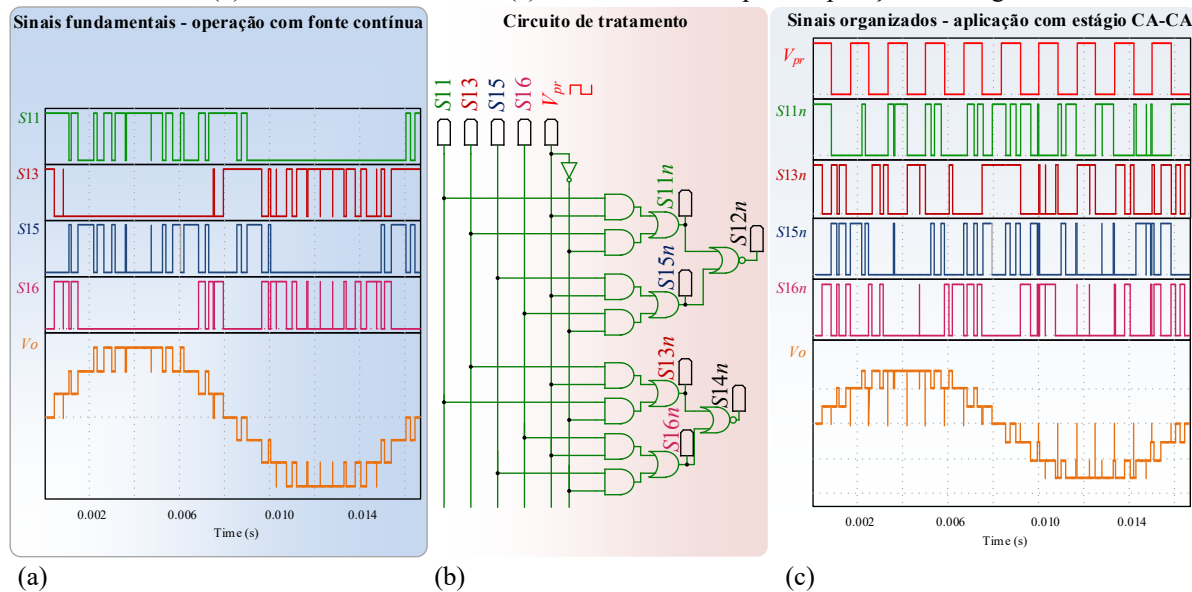 Sinais fundamentais - operação com fonte contínua
S11
S13
S15
S16
Vo
0.002
0.006
0.010
0.014
Time (s)
(a)
Circuito de tratamento
S11
S13
S15
S16
Vpr
S11n
S12n
S15n
S13n
S14n
S16n
(b)
Sinais organizados - aplicação com estágio CA-CA
Vpr
S11n
S13n
S15n
S16n
Vo
0.002
0.006
0.010
0.014
Time (s)
(c)